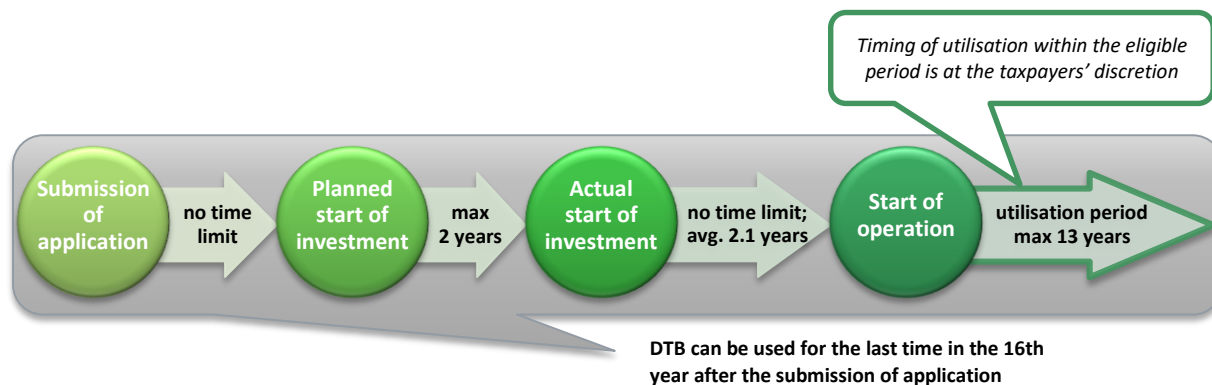 Timing of utilisation within the eligible
period is at the taxpayers' discretion
Submission
of
application
no time
limit
Planned
start of
investment
max
2 years
Actual
start of
investment
no time limit;
avg. 2.1 years
Start of
operation
utilisation period
max 13 years
DTB can be used for the last time in the 16th
year after the submission of application